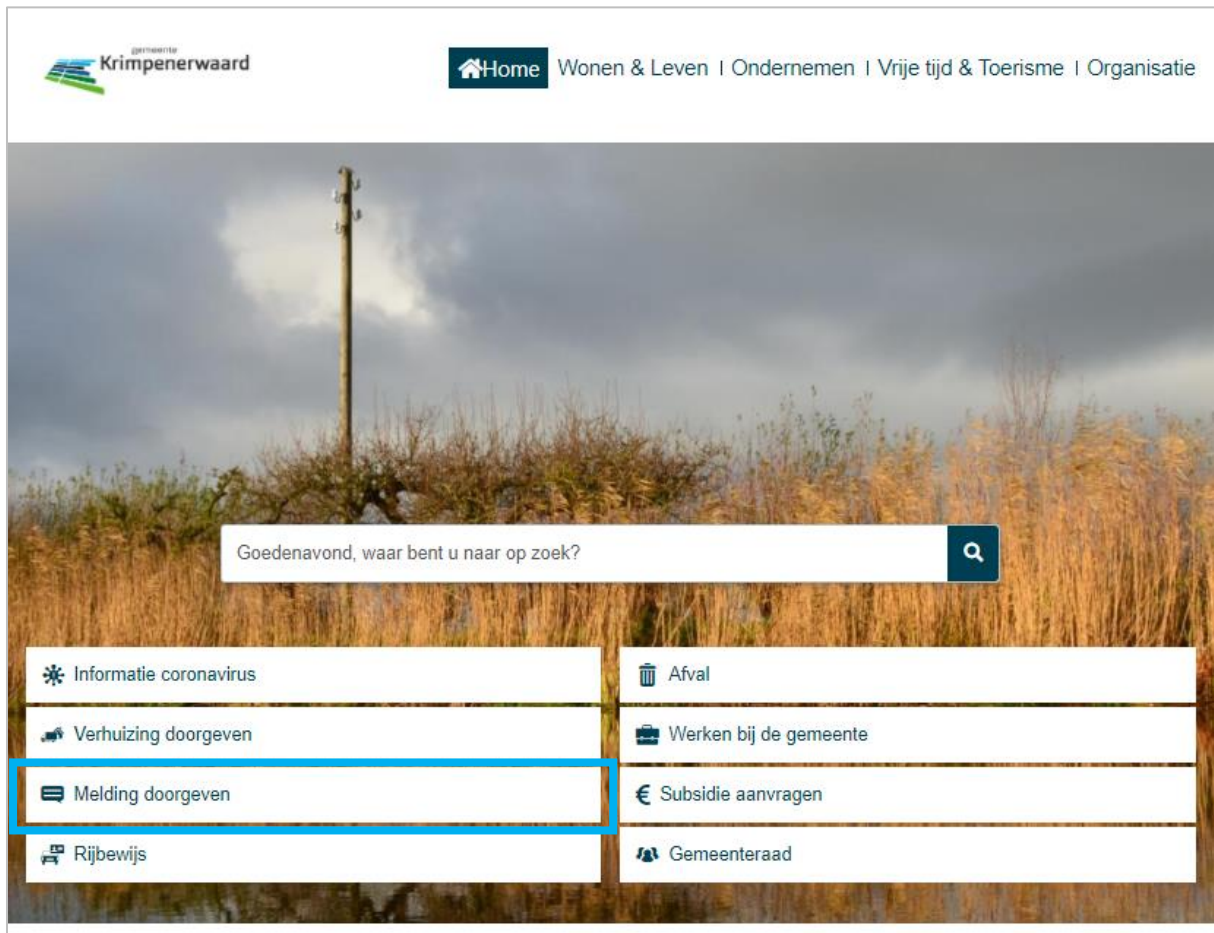 gemeente
Krimpenerwaard
Home Wonen & Leven | Ondernemen | Vrije tijd & Toerisme | Organisatie
Goedenavond, waar bent u naar op zoek?
Informatie coronavirus
Afval
Verhuizing doorgeven
Werken bij de gemeente
Melding doorgeven
€ Subsidie aanvragen
Rijbewijs
Gemeenteraad